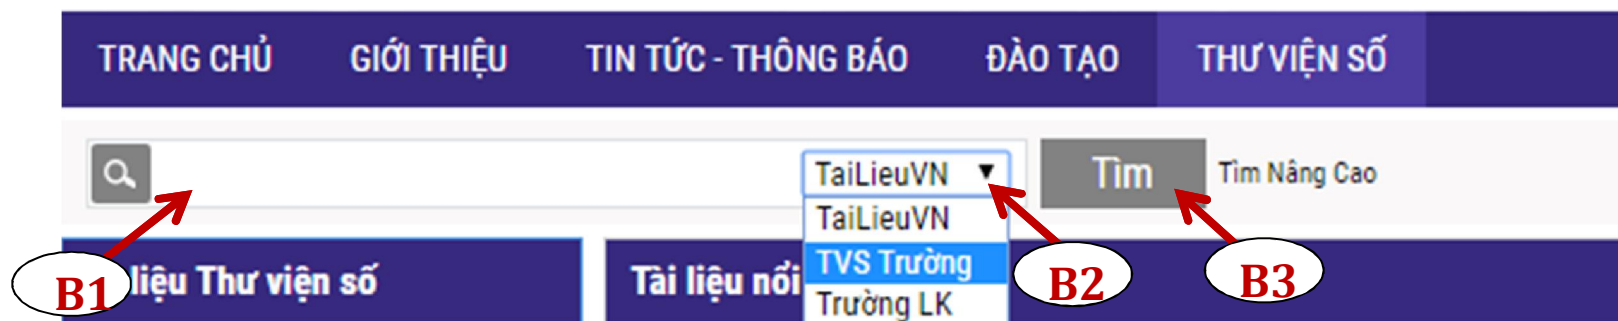 TRANG CHỦ GIỚI THIỆU TIN TỨC - THÔNG BÁO ĐÀO TẠO THƯ VIỆN SỐ
TaiLieuVN Tìm Tìm Nâng Cao
TaiLieuVN
liệu Thư viện số Tài liệu nổi TVS Trường
Trường LK
B1 B2 B3